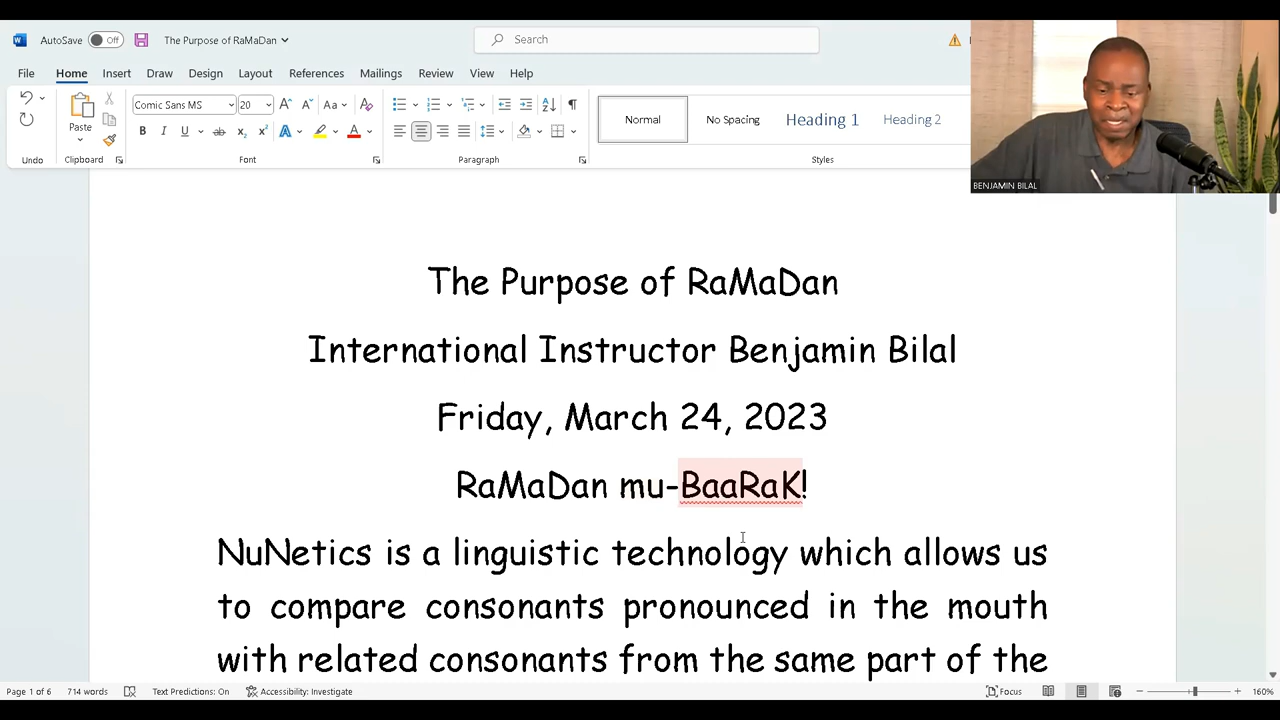 AutoSave Off The Purpose of RaMaDan Search
File Home Insert Draw Design Layout References Mailings Review View Help
Comic Sans MS 20 Aa
Paste B I U ab x₂ x² A A
Normal No Spacing Heading 1 Heading 2
Undo Font Paragraph Styles
BENJAMIN BILAL
The Purpose of RaMaDan
International Instructor Benjamin Bilal
Friday, March 24, 2023
RaMaDan mu-BaaRaK!
NuNetics is a linguistic technology which allows us
to compare consonants pronounced in the mouth
with related consonants from the same part of the
Page 1 of 6 714 words Text Predictions: On Accessibility: Investigate Focus 160%